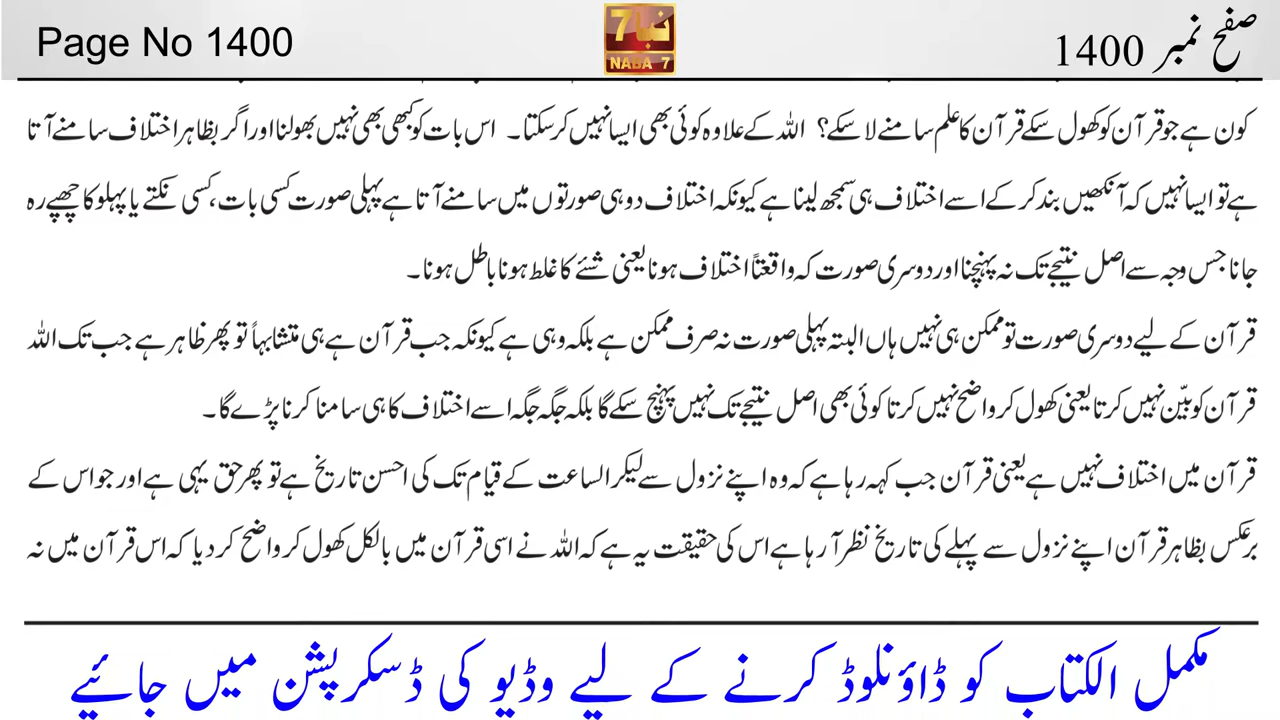 Page No 1400
نبا 7
NABA 7
صفحہ نمبر 1400
کون ہے جو قرآن کو کھول سکے قرآن کا علم سامنے لا سکے؟ اللہ کے علاوہ کوئی بھی ایسا نہیں کر سکتا۔ اس بات کو کبھی بھی نہیں بھولنا اور اگر بظاہر اختلاف سامنے آتا
ہے تو ایسا نہیں کہ آنکھیں بند کر کے اسے اختلاف ہی سمجھ لینا ہے کیونکہ اختلاف دو ہی صورتوں میں سامنے آتا ہے پہلی صورت کسی بات، کسی نکتے یا پہلو کا چھپے رہ
جانا جس وجہ سے اصل نتیجے تک نہ پہنچنا اور دوسری صورت کہ واقعتاً اختلاف ہونا یعنی شئے کا غلط ہونا باطل ہونا۔
قرآن کے لیے دوسری صورت تو ممکن ہی نہیں ہاں البتہ پہلی صورت نہ صرف ممکن ہے بلکہ وہی ہے کیونکہ جب قرآن ہے ہی متشابہاً تو پھر ظاہر ہے جب تک اللہ
قرآن کو بیّن نہیں کرتا یعنی کھول کر واضح نہیں کرتا کوئی بھی اصل نتیجے تک نہیں پہنچ سکے گا بلکہ جگہ جگہ اسے اختلاف کا ہی سامنا کرنا پڑے گا۔
قرآن میں اختلاف نہیں ہے یعنی قرآن جب کہہ رہا ہے کہ وہ اپنے نزول سے لیکر الساعت کے قیام تک کی احسن تاریخ ہے تو پھر حق یہی ہے اور جو اس کے
برعکس بظاہر قرآن اپنے نزول سے پہلے کی تاریخ نظر آ رہا ہے اس کی حقیقت یہ ہے کہ اللہ نے اسی قرآن میں بالکل کھول کر واضح کر دیا کہ اس قرآن میں نہ
مکمل الکتاب کو ڈاؤنلوڈ کرنے کے لیے وڈیو کی ڈسکرپشن میں جائیے